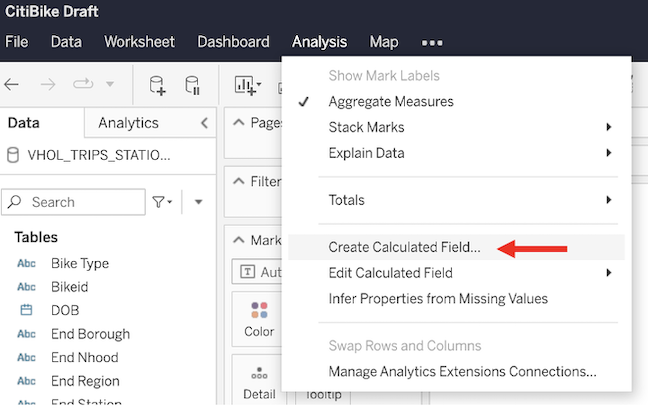 CitiBike Draft
File Data Worksheet Dashboard Analysis Map
Data Analytics
VHOL_TRIPS_STATIO...
Search
Tables
Abc Bike Type
Abc Bikeid
DOB
Abc End Borough
Abc End Nhood
Abc End Region
Abc End Station
Page
Filter
Mark
Aut
Color
Detail
Tooltip
Show Mark Labels
Aggregate Measures
Stack Marks
Explain Data
Totals
Create Calculated Field...
Edit Calculated Field
Infer Properties from Missing Values
Swap Rows and Columns
Manage Analytics Extensions Connections...